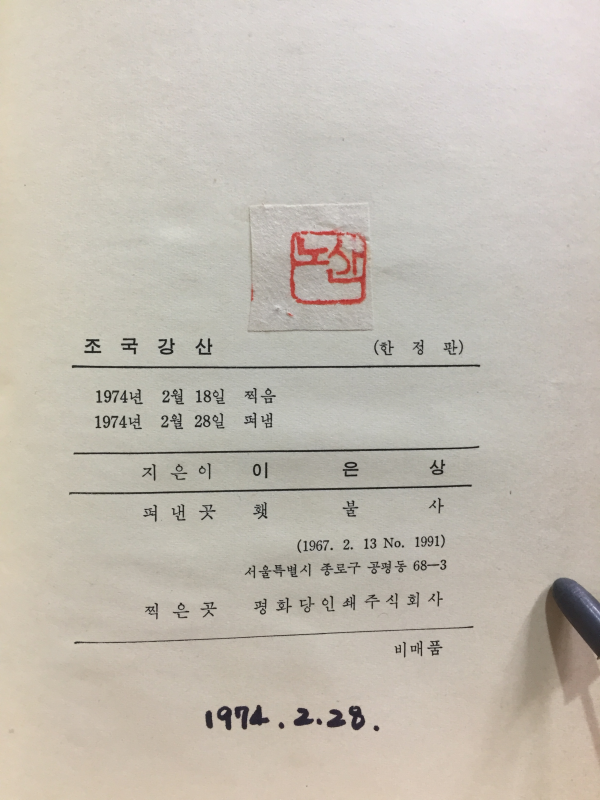 노산
조국강산 (한정판)
1974년 2월 18일 찍음
1974년 2월 28일 펴냄
지은이 이은상
펴낸곳 횃불사
(1967. 2. 13 No. 1991)
서울특별시 종로구 공평동 68—3
찍은곳 평화당인쇄주식회사
비매품
1974.2.28.